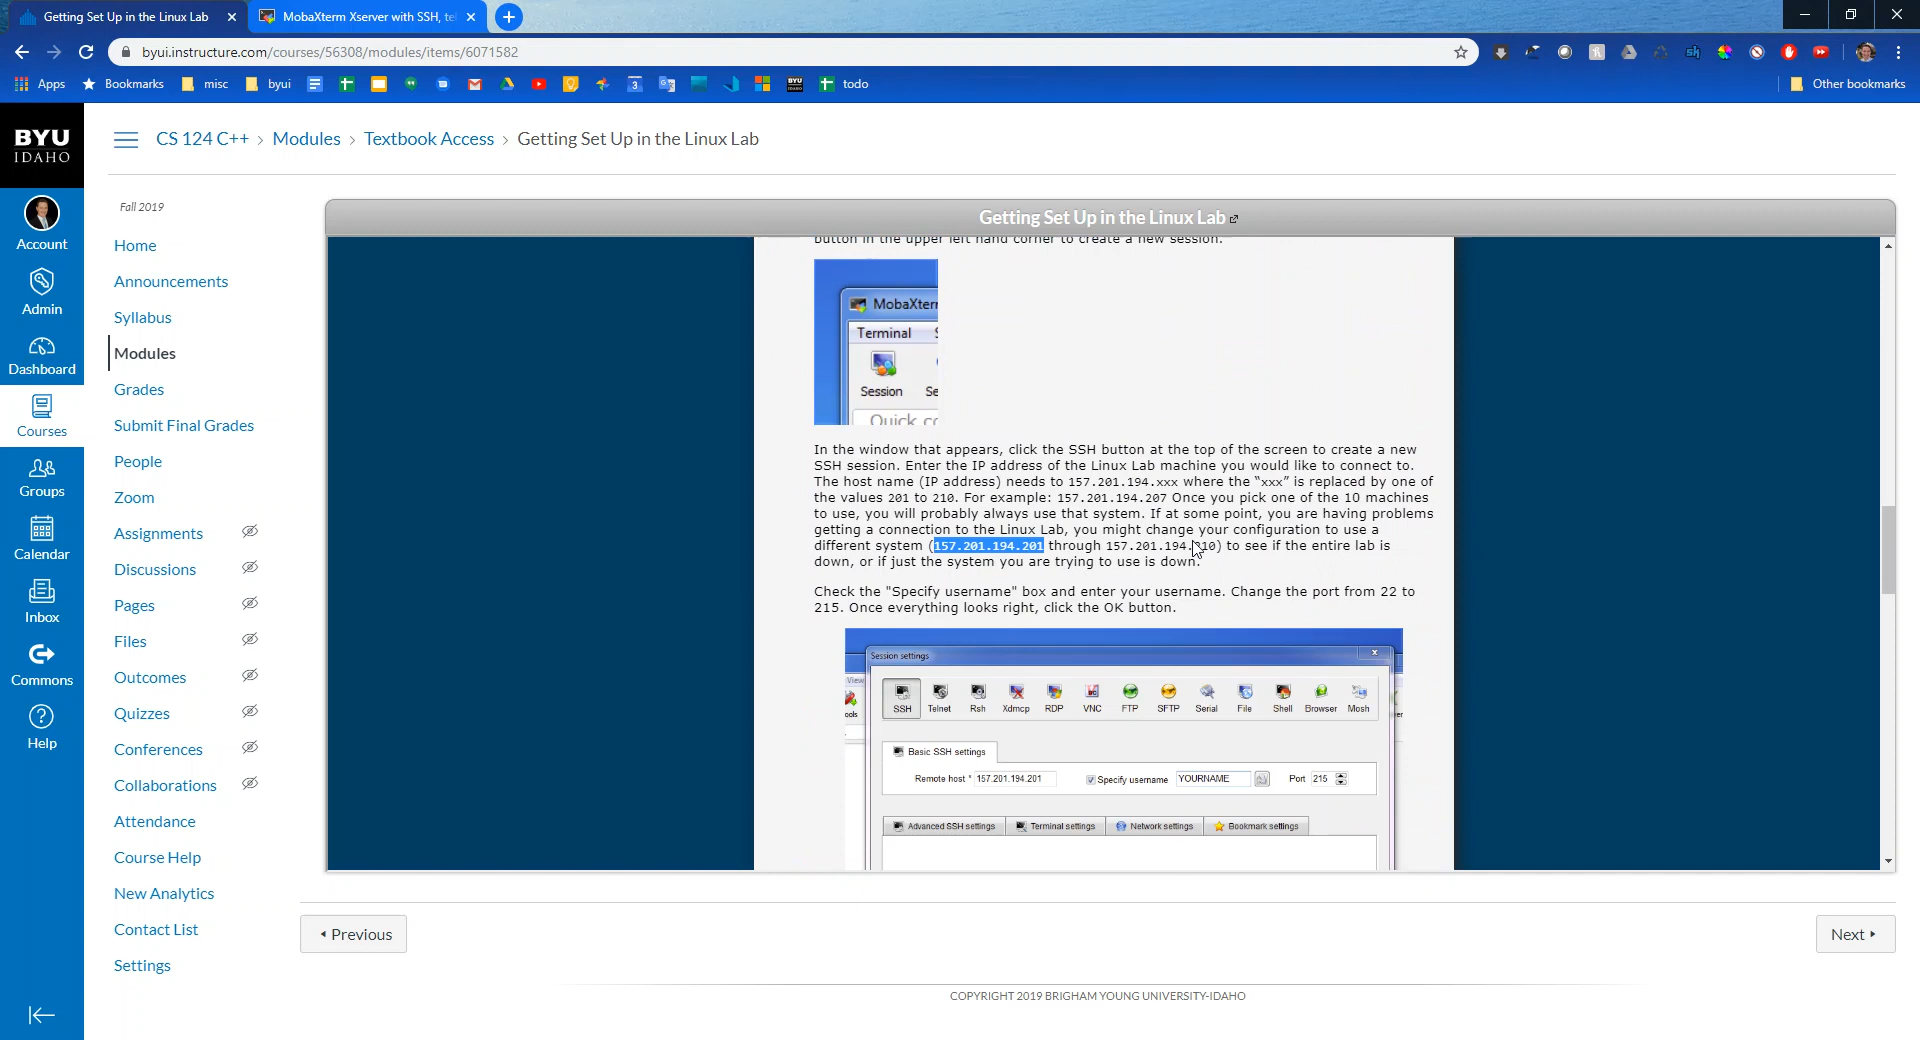 Getting Set Up in the Linux Lab
MobaXterm Xserver with SSH, tel
byui.instructure.com/courses/56308/modules/items/6071582
Apps
Bookmarks
misc
byui
todo
Other bookmarks
BYU
IDAHO
CS 124 C++ › Modules › Textbook Access › Getting Set Up in the Linux Lab
Account
Admin
Dashboard
Courses
Groups
Calendar
Inbox
Commons
Help
Fall 2019
Home
Announcements
Syllabus
Modules
Grades
Submit Final Grades
People
Zoom
Assignments
Discussions
Pages
Files
Outcomes
Quizzes
Conferences
Collaborations
Attendance
Course Help
New Analytics
Contact List
Settings
Getting Set Up in the Linux Lab
button in the upper left hand corner to create a new session.
MobaXterm
Terminal
Session
Se
Quick co
In the window that appears, click the SSH button at the top of the screen to create a new
SSH session. Enter the IP address of the Linux Lab machine you would like to connect to.
The host name (IP address) needs to 157.201.194.xxx where the “xxx” is replaced by one of
the values 201 to 210. For example: 157.201.194.207 Once you pick one of the 10 machines
to use, you will probably always use that system. If at some point, you are having problems
getting a connection to the Linux Lab, you might change your configuration to use a
different system (157.201.194.201 through 157.201.194.210) to see if the entire lab is
down, or if just the system you are trying to use is down.
Check the "Specify username" box and enter your username. Change the port from 22 to
215. Once everything looks right, click the OK button.
Session settings
View
ools
SSH Telnet Rsh Xdmcp RDP VNC FTP SFTP Serial File Shell Browser Mosh
Basic SSH settings
Remote host * 157.201.194.201 Specify username YOURNAME Port 215
Advanced SSH settings Terminal settings Network settings Bookmark settings
Previous
Next
COPYRIGHT 2019 BRIGHAM YOUNG UNIVERSITY-IDAHO